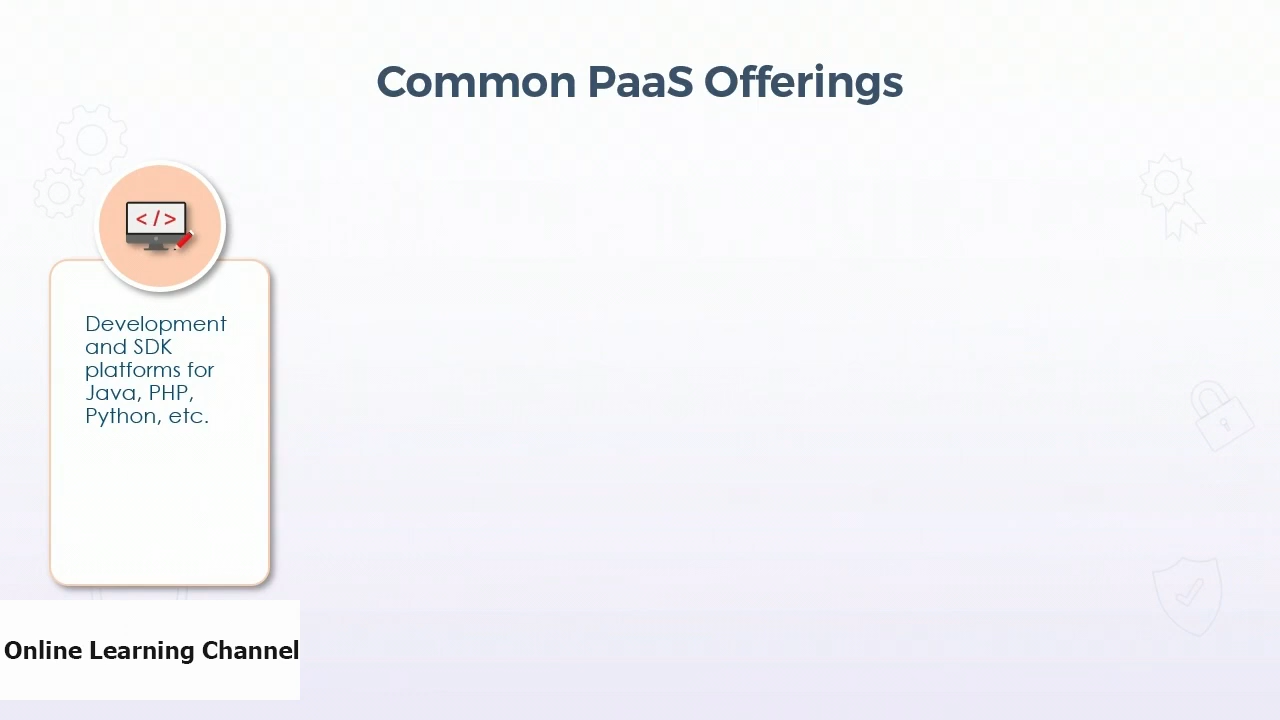 Common PaaS Offerings
</>
Development
and SDK
platforms for
Java, PHP,
Python, etc.
Online Learning Channel